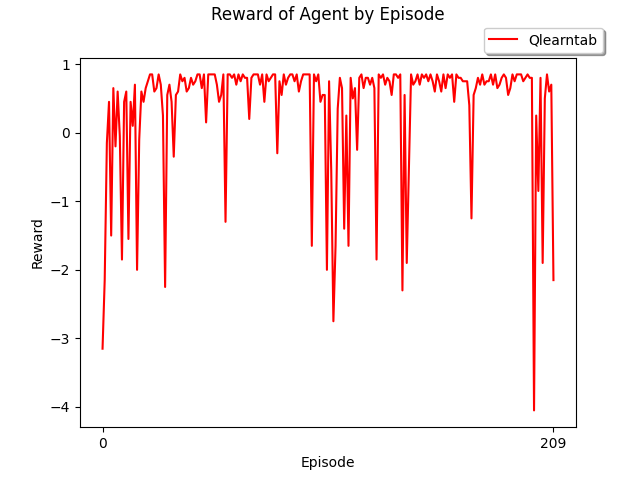 Reward of Agent by Episode
Qlearntab
1
0
−1
−2
−3
−4
Reward
0 209
Episode